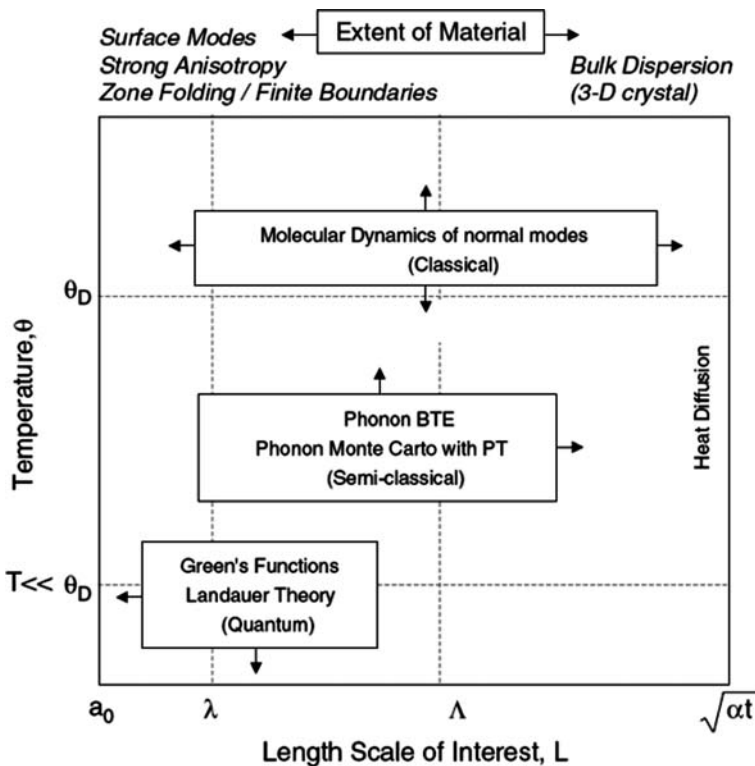 Surface Modes
Strong Anisotropy
Zone Folding / Finite Boundaries
Extent of Material
Bulk Dispersion
(3-D crystal)
Molecular Dynamics of normal modes
(Classical)
θD
Temperature,θ
Heat Diffusion
Phonon BTE
Phonon Monte Carto with PT
(Semi-classical)
Green's Functions
Landauer Theory
(Quantum)
T<< θD
a0 λ Λ √αt
Length Scale of Interest, L